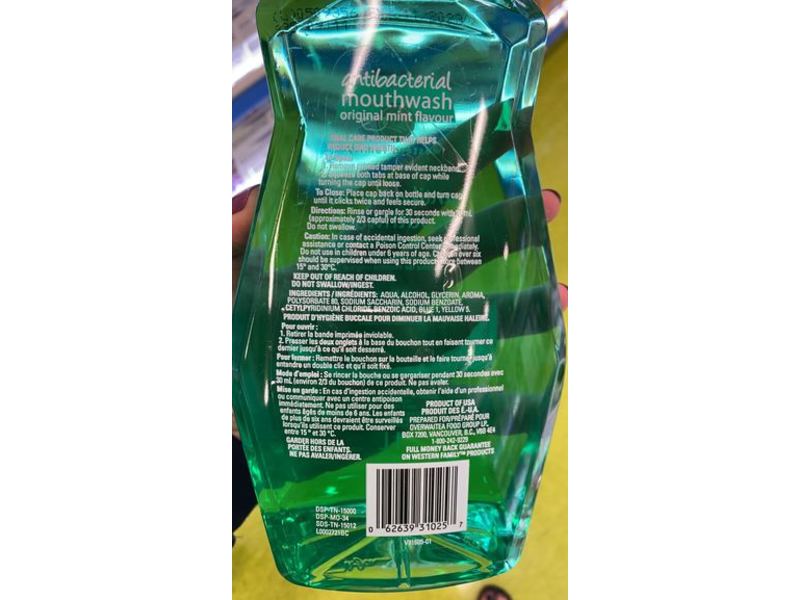 antibacterial
mouthwash
original mint flavour
ORAL CARE PRODUCT THAT HELPS
REDUCE BAD BREATH
tamper evident neckband.
squeeze both tabs at base of cap while
turning the cap until loose.
To Close: Place cap back on bottle and turn cap
until it clicks twice and feels secure.
Directions: Rinse or gargle for 30 seconds with 30 mL
(approximately 2/3 capful) of this product.
Do not swallow.
Caution: In case of accidental ingestion, seek professional
assistance or contact a Poison Control Center immediately.
Do not use in children under 6 years of age. Children over six
should be supervised when using this product. Store between
15° and 30°C.
KEEP OUT OF REACH OF CHILDREN.
DO NOT SWALLOW/INGEST.
INGREDIENTS / INGRÉDIENTS: AQUA, ALCOHOL, GLYCERIN, AROMA,
POLYSORBATE 80, SODIUM SACCHARIN, SODIUM BENZOATE,
CETYLPYRIDINIUM CHLORIDE, BENZOIC ACID, BLUE 1, YELLOW 5.
PRODUIT D'HYGIÈNE BUCCALE POUR DIMINUER LA MAUVAISE HALEINE.
Pour ouvrir :
1. Retirer la bande imprimée inviolable.
2. Presser les deux onglets à la base du bouchon tout en faisant tourner ce
dernier jusqu'à ce qu'il soit desserré.
Pour fermer : Remettre le bouchon sur la bouteille et le faire tourner jusqu'à
entendre un double clic et qu'il soit fixé.
Mode d'emploi : Se rincer la bouche ou se gargariser pendant 30 secondes avec
30 mL (environ 2/3 du bouchon) de ce produit. Ne pas avaler.
Mise en garde : En cas d'ingestion accidentelle, obtenir l'aide d'un professionnel
ou communiquer avec un centre antipoison
immédiatement. Ne pas utiliser pour des
enfants âgés de moins de 6 ans. Les enfants
de plus de six ans devraient être surveillés
lorsqu'ils utilisent ce produit. Conserver
entre 15 ° et 30 °C.
GARDER HORS DE LA
PORTÉE DES ENFANTS.
NE PAS AVALER/INGÉRER.
PRODUCT OF USA
PRODUIT DES É.-U.A.
PREPARED FOR/PRÉPARÉ POUR
OVERWAITEA FOOD GROUP LP,
BOX 7200, VANCOUVER, B.C., V6B 4E4
1-800-242-9229
FULL MONEY BACK GUARANTEE
ON WESTERN FAMILY™ PRODUCTS
DSP-TN-15000
DSP-MO-34
SDS-TN-15012
L0002721BC
0 62639 31025 7
V31605-01